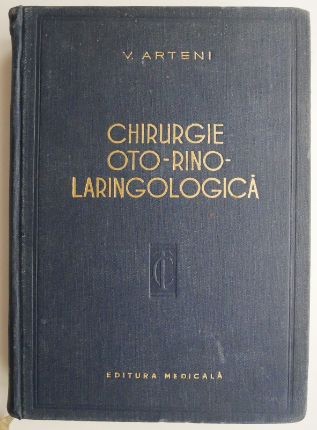 V. ARTENI
CHIRURGIE
OTO-RINO-
LARINGOLOGICĂ
EDITURA MEDICALĂ